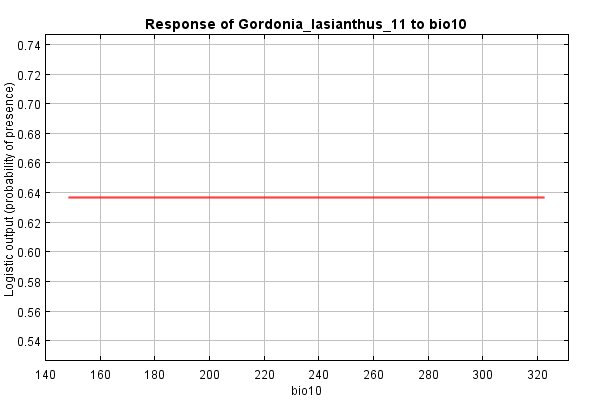 Response of Gordonia_lasianthus_11 to bio10
Logistic output (probability of presence)
0.74
0.72
0.70
0.68
0.66
0.64
0.62
0.60
0.58
0.56
0.54
140 160 180 200 220 240 260 280 300 320
bio10